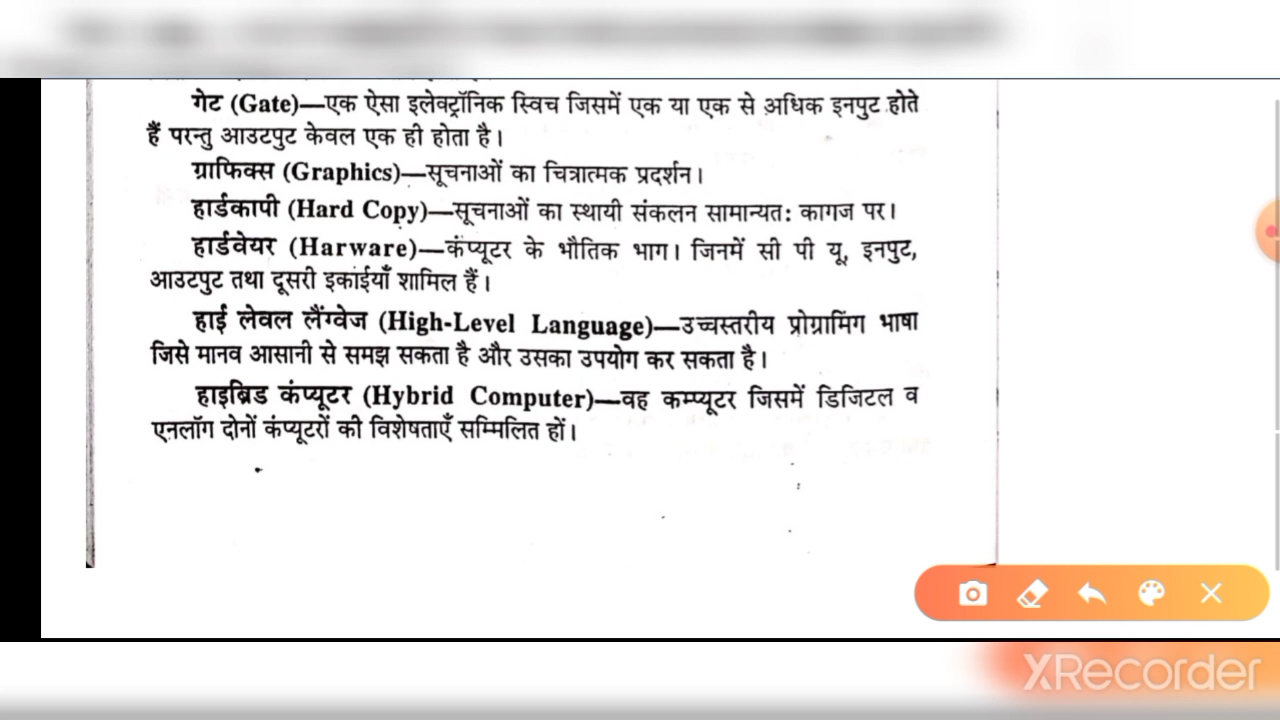 गेट (Gate)—एक ऐसा इलेक्ट्रॉनिक स्विच जिसमें एक या एक से अधिक इनपुट होते
हैं परन्तु आउटपुट केवल एक ही होता है।
ग्राफिक्स (Graphics)—सूचनाओं का चित्रात्मक प्रदर्शन।
हार्डकापी (Hard Copy)—सूचनाओं का स्थायी संकलन सामान्यत: कागज पर।
हार्डवेयर (Harware)—कंप्यूटर के भौतिक भाग। जिनमें सी पी यू, इनपुट,
आउटपुट तथा दूसरी इकाईयाँ शामिल हैं।
हाई लेवल लैंग्वेज (High-Level Language)—उच्चस्तरीय प्रोग्रामिंग भाषा
जिसे मानव आसानी से समझ सकता है और उसका उपयोग कर सकता है।
हाइब्रिड कंप्यूटर (Hybrid Computer)—वह कम्प्यूटर जिसमें डिजिटल व
एनलॉग दोनों कंप्यूटरों की विशेषताएँ सम्मिलित हों।
XRecorder